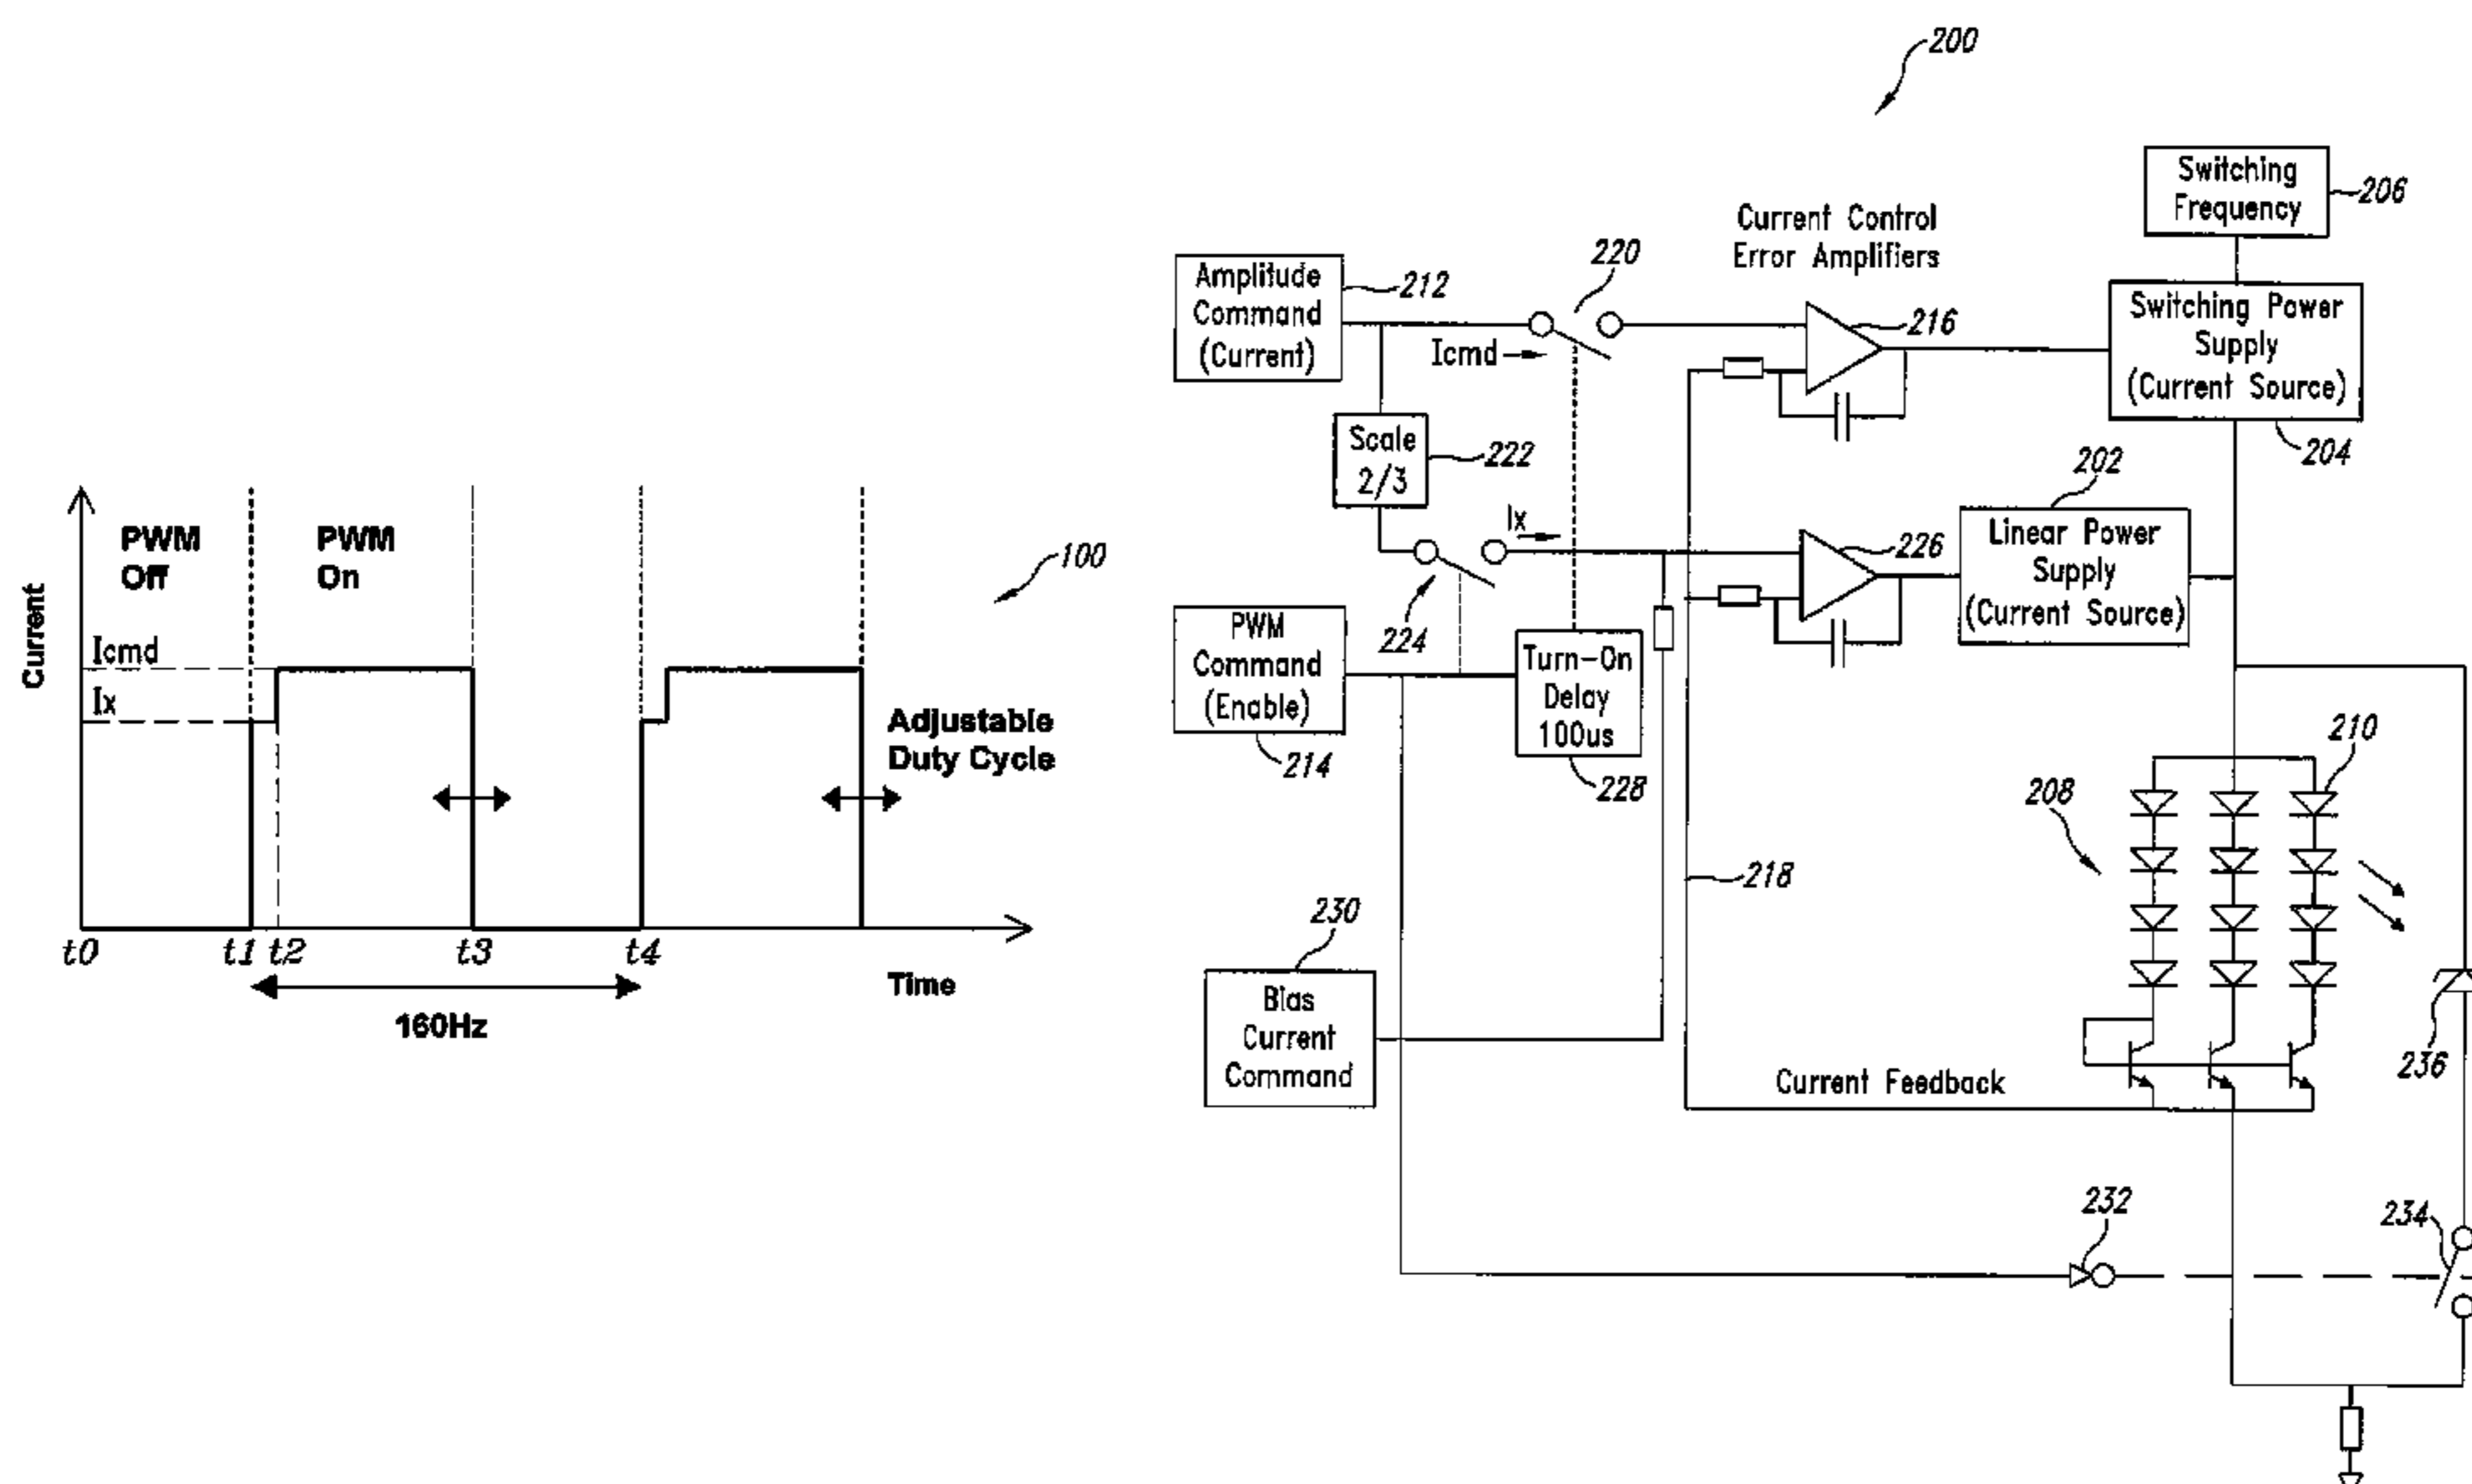 PWM
Off
PWM
On
100
Current
Icmd
Ix
Adjustable
Duty Cycle
t0
t1
t2
t3
t4
Time
160Hz
200
Switching
Frequency
206
Current Control
Error Amplifiers
220
Amplitude
Command
(Current)
212
Icmd
216
Switching Power
Supply
(Current Source)
204
Scale
2/3
222
Ix
202
224
226
Linear Power
Supply
(Current Source)
PWM
Command
(Enable)
214
Turn-On
Delay
100us
228
210
208
218
230
Bias
Current
Command
Current Feedback
236
232
234